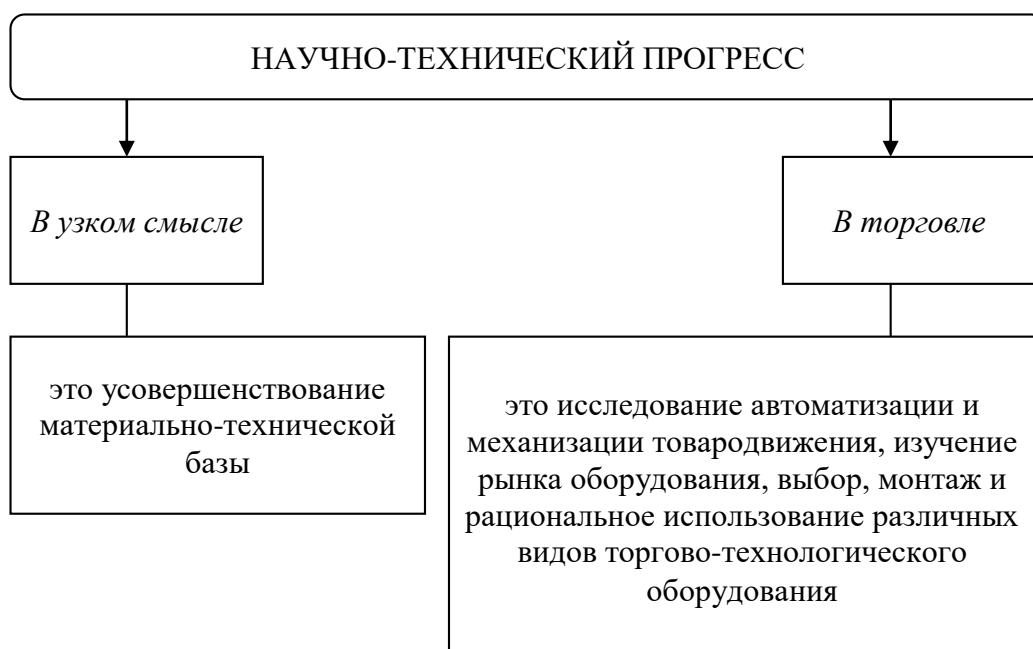 НАУЧНО-ТЕХНИЧЕСКИЙ ПРОГРЕСС
В узком смысле
В торговле
это усовершенствование
материально-технической
базы
это исследование автоматизации и
механизации товародвижения, изучение
рынка оборудования, выбор, монтаж и
рациональное использование различных
видов торгово-технологического
оборудования